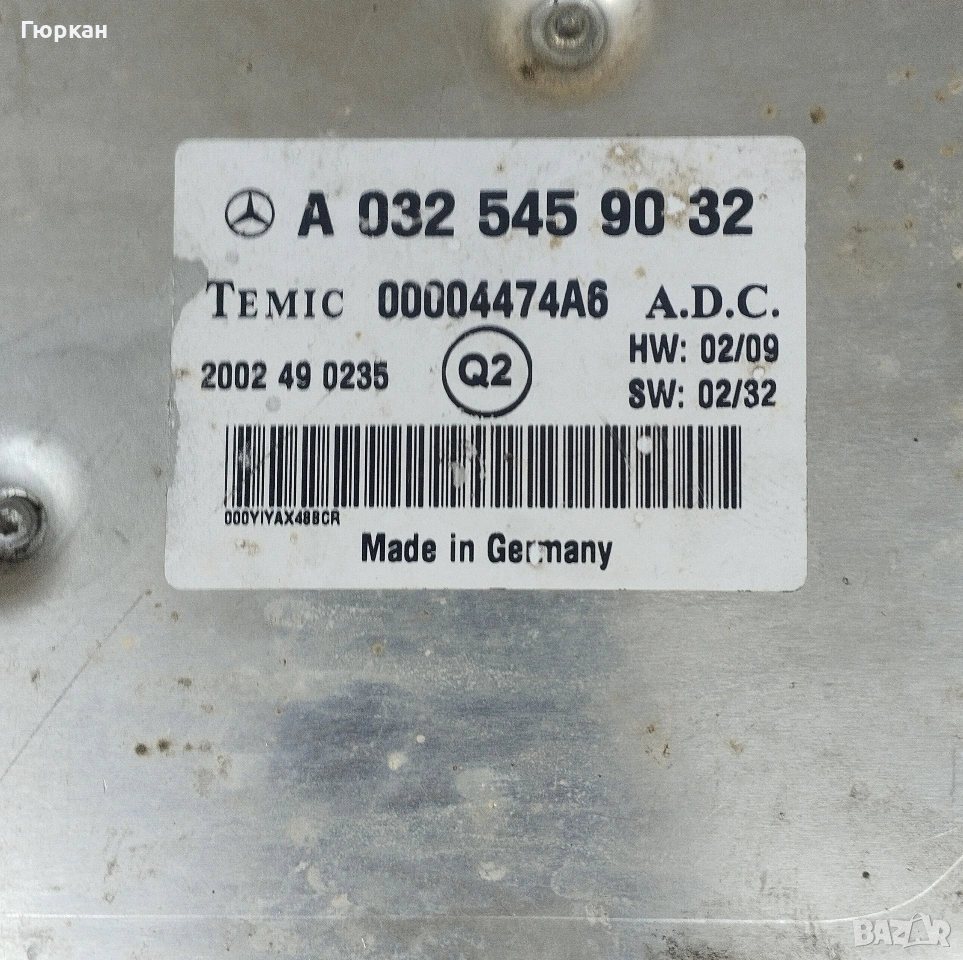 Гюркан
A 032 545 90 32
TEMIC 00004474A6 A.D.C.
2002 49 0235 Q2 HW: 02/09
SW: 02/32
000YIYAX488CR
Made in Germany
BAZAR